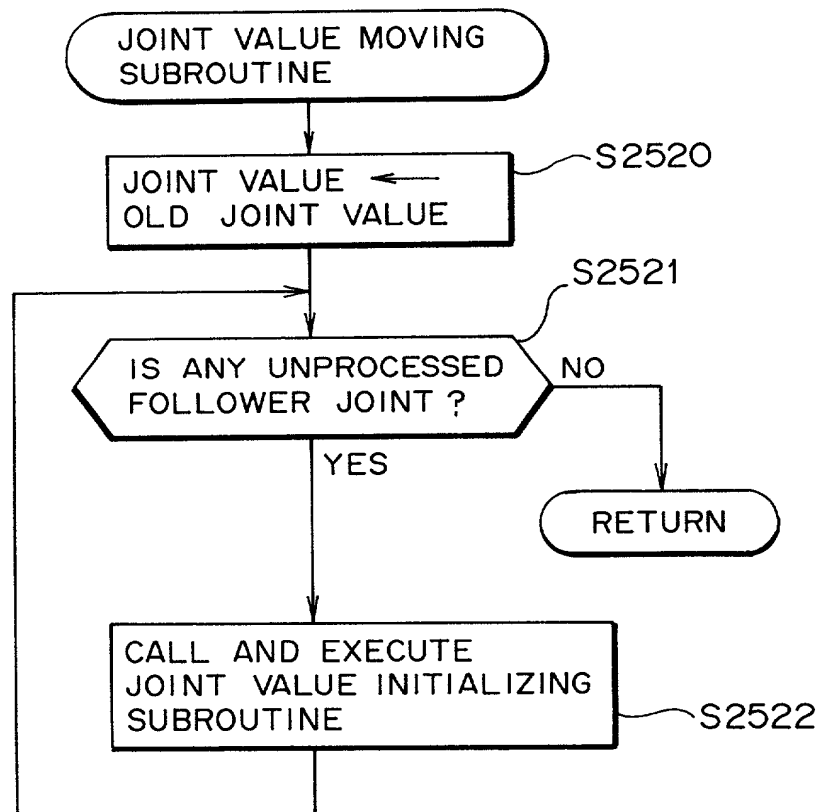 JOINT VALUE MOVING
SUBROUTINE
S2520
JOINT VALUE ←
OLD JOINT VALUE
S2521
IS ANY UNPROCESSED
FOLLOWER JOINT ?
NO
YES
RETURN
CALL AND EXECUTE
JOINT VALUE INITIALIZING
SUBROUTINE
S2522